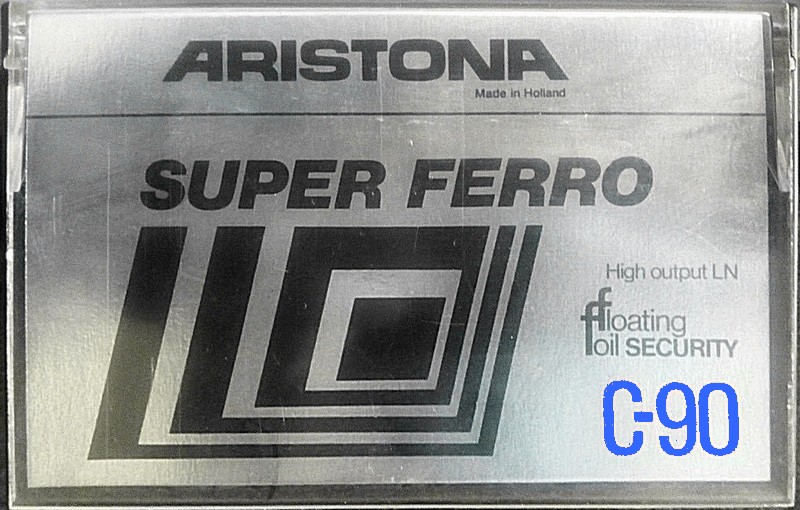 ARISTONA
Made in Holland
SUPER FERRO
High output LN
floating
foil SECURITY
C-90